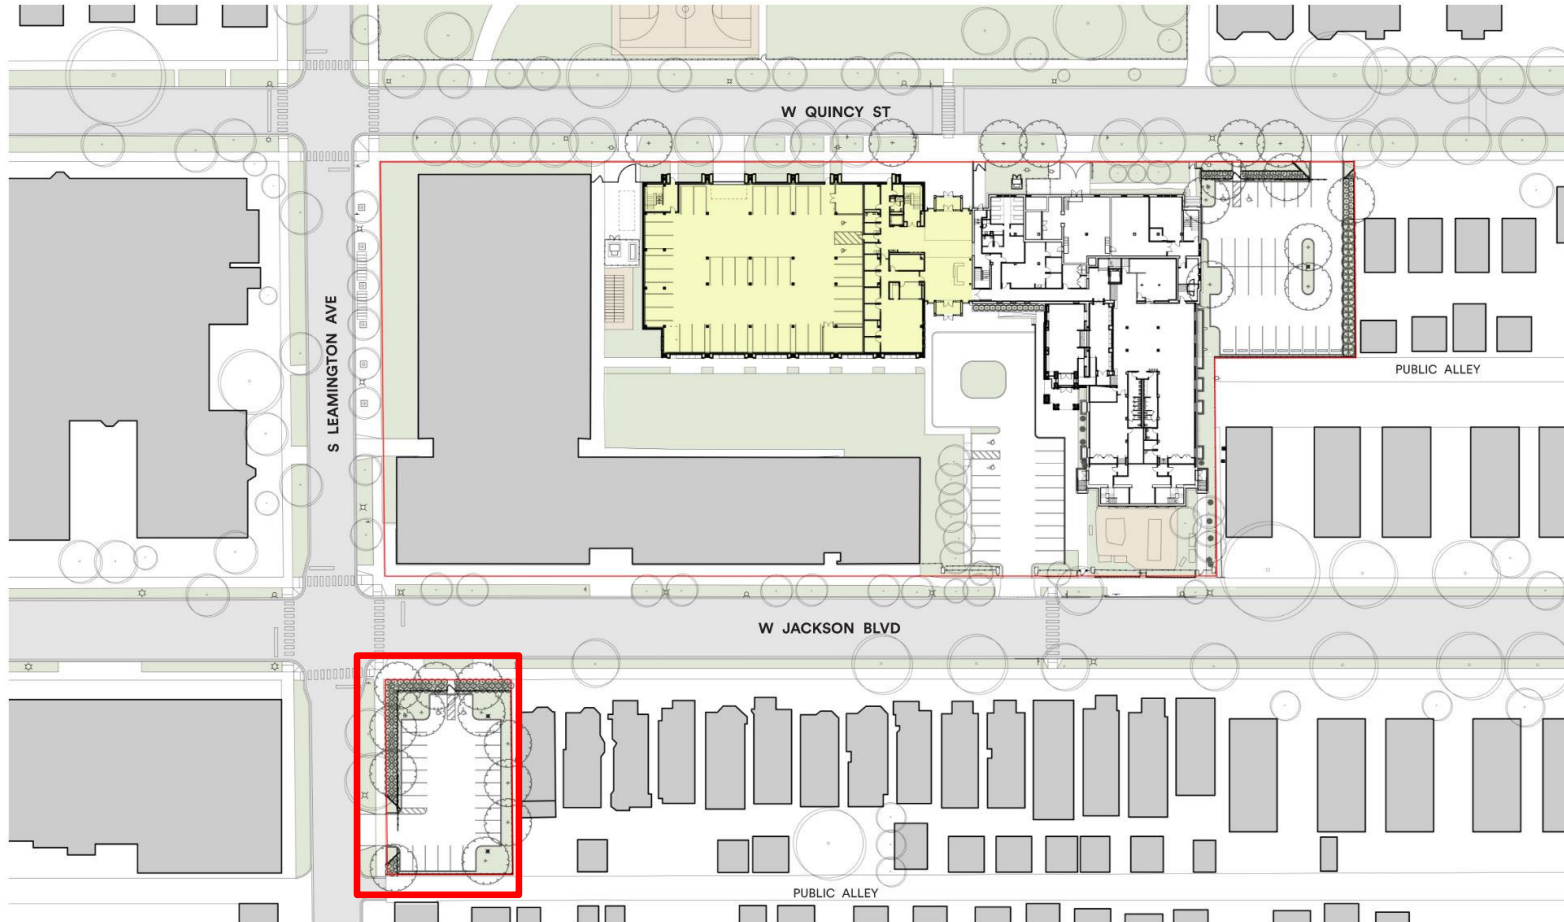 W QUINCY ST
S LEAMINGTON AVE
PUBLIC ALLEY
W JACKSON BLVD
PUBLIC ALLEY